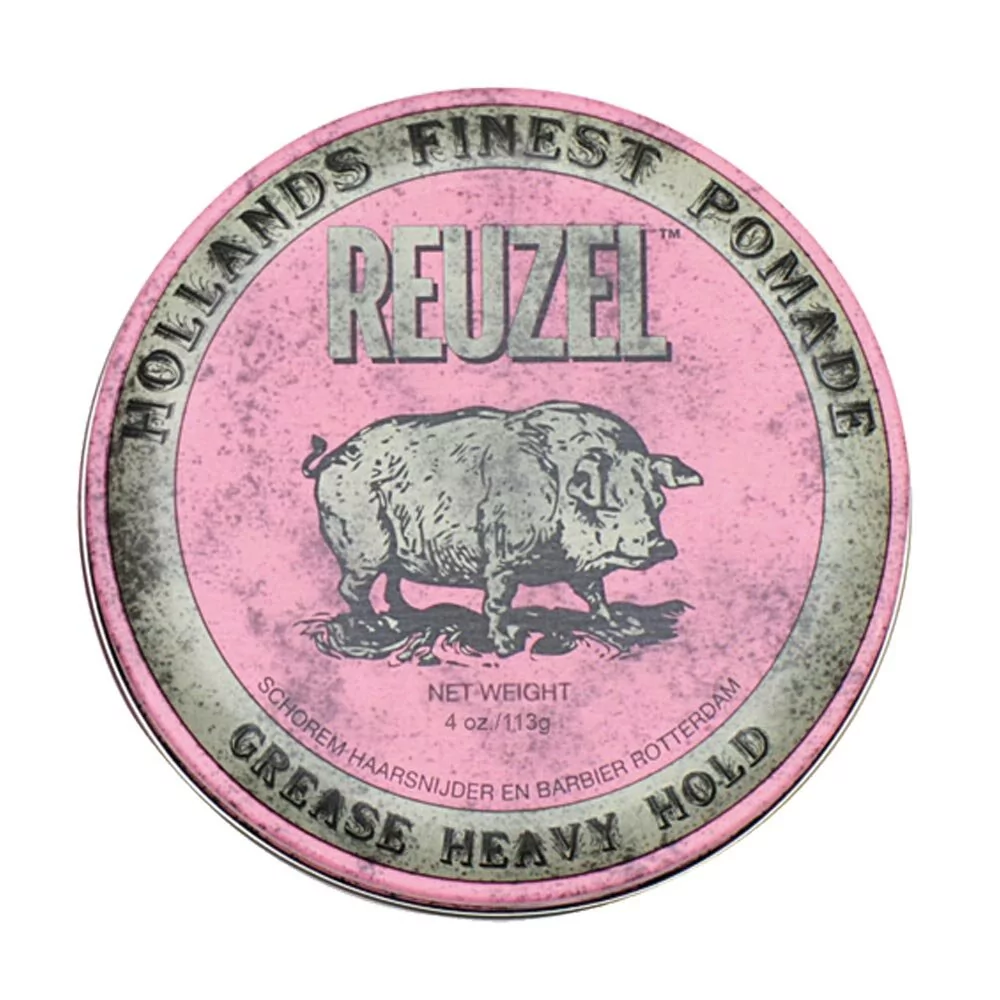 HOLLANDS FINEST POMADE
REUZEL™
NET WEIGHT
4 oz./113g
SCHOREM HAARSNIJDER EN BARBIER ROTTERDAM
GREASE HEAVY HOLD